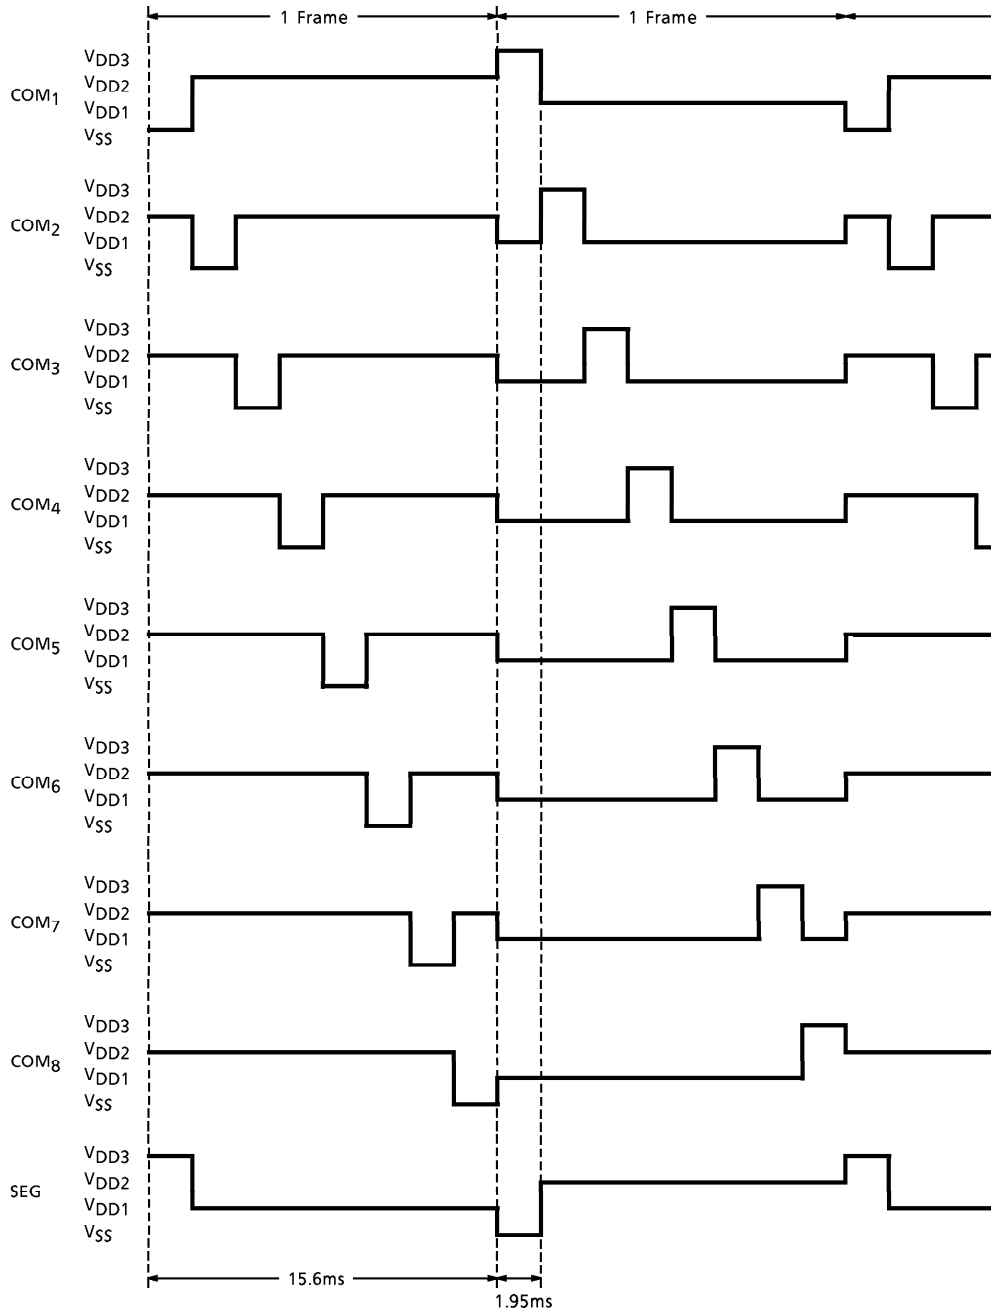 1 Frame 1 Frame
COM1
VDD3
VDD2
VDD1
VSS
COM2
VDD3
VDD2
VDD1
VSS
COM3
VDD3
VDD2
VDD1
VSS
COM4
VDD3
VDD2
VDD1
VSS
COM5
VDD3
VDD2
VDD1
VSS
COM6
VDD3
VDD2
VDD1
VSS
COM7
VDD3
VDD2
VDD1
VSS
COM8
VDD3
VDD2
VDD1
VSS
SEG
VDD3
VDD2
VDD1
VSS
15.6ms
1.95ms